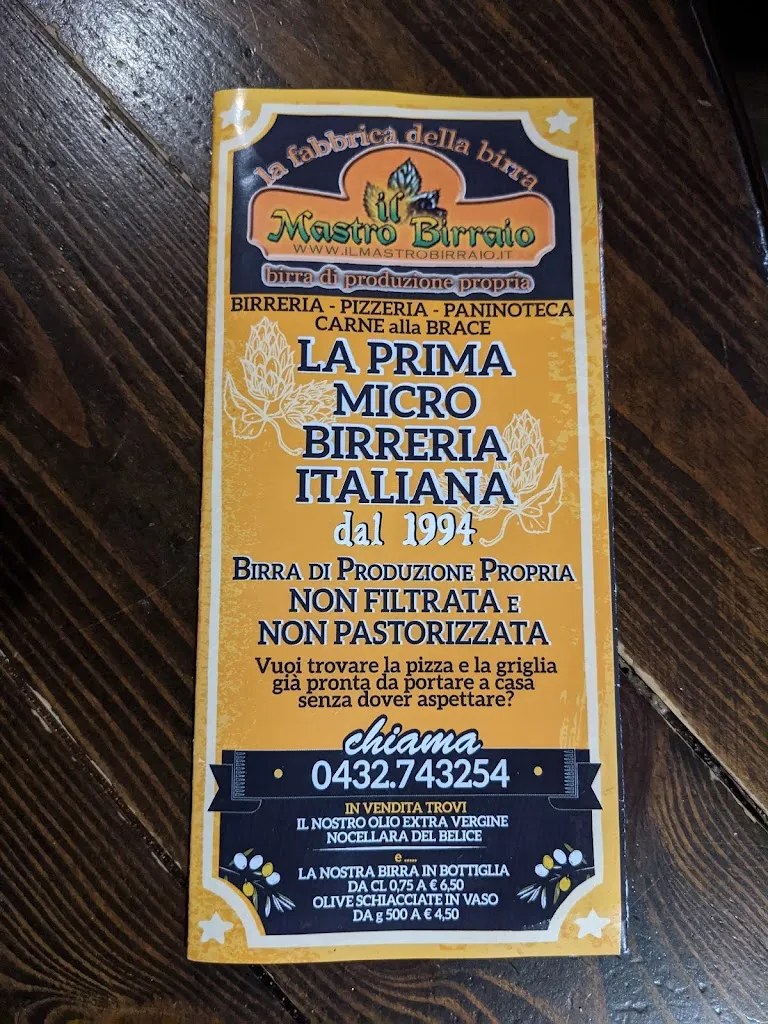 la fabbrica della birra
il
Mastro Birraio
WWW.ILMASTROBIRRAIO.IT
birra di produzione propria
BIRRERIA - PIZZERIA - PANINOTECA
CARNE alla BRACE
LA PRIMA
MICRO
BIRRERIA
ITALIANA
dal 1994
BIRRA DI PRODUZIONE PROPRIA
NON FILTRATA E
NON PASTORIZZATA
Vuoi trovare la pizza e la griglia
già pronta da portare a casa
senza dover aspettare?
chiama
0432.743254
IN VENDITA TROVI
IL NOSTRO OLIO EXTRA VERGINE
NOCELLARA DEL BELICE
e .....
LA NOSTRA BIRRA IN BOTTIGLIA
DA CL 0,75 A € 6,50
OLIVE SCHIACCIATE IN VASO
DA g 500 A € 4,50